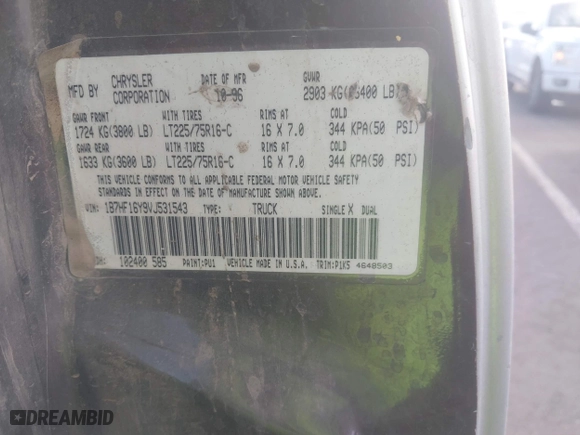 MFD BY CHRYSLER CORPORATION DATE OF MFR 10-96 GVWR 2903 KG(6400 LB)
GAWR FRONT WITH TIRES RIMS AT COLD
1724 KG(3800 LB) LT225/75R16-C 16 X 7.0 344 KPA(50 PSI)
GAWR REAR WITH TIRES RIMS AT COLD
1633 KG(3600 LB) LT225/75R16-C 16 X 7.0 344 KPA(50 PSI)
THIS VEHICLE CONFORMS TO ALL APPLICABLE FEDERAL MOTOR VEHICLE SAFETY
STANDARDS IN EFFECT ON THE DATE OF MANUFACTURE SHOWN ABOVE.
VIN: 1B7HF16Y9VJ531543 TYPE: TRUCK SINGLE X DUAL
102400 585 PAINT:PU1 VEHICLE MADE IN U.S.A. TRIM:P1K5 4648503
DREAMBID